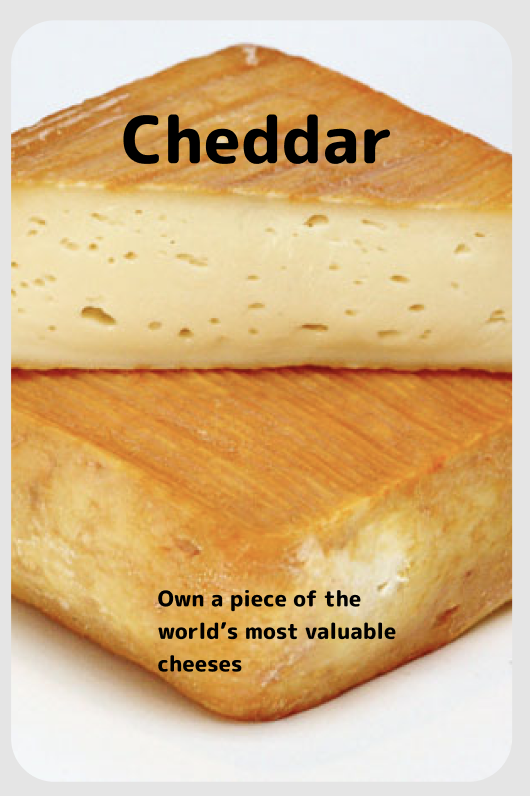 Cheddar
Own a piece of the
world’s most valuable
cheeses